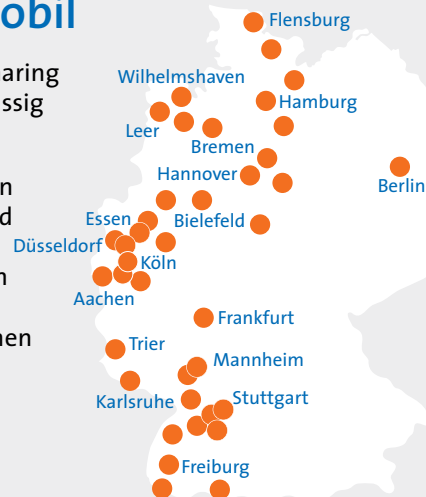 obil
aring
ssig
n
d
n
nen
Flensburg
Wilhelmshaven
Hamburg
Leer
Bremen
Hannover
Berlin
Essen
Bielefeld
Düsseldorf
Köln
Aachen
Frankfurt
Trier
Mannheim
Karlsruhe
Stuttgart
Freiburg